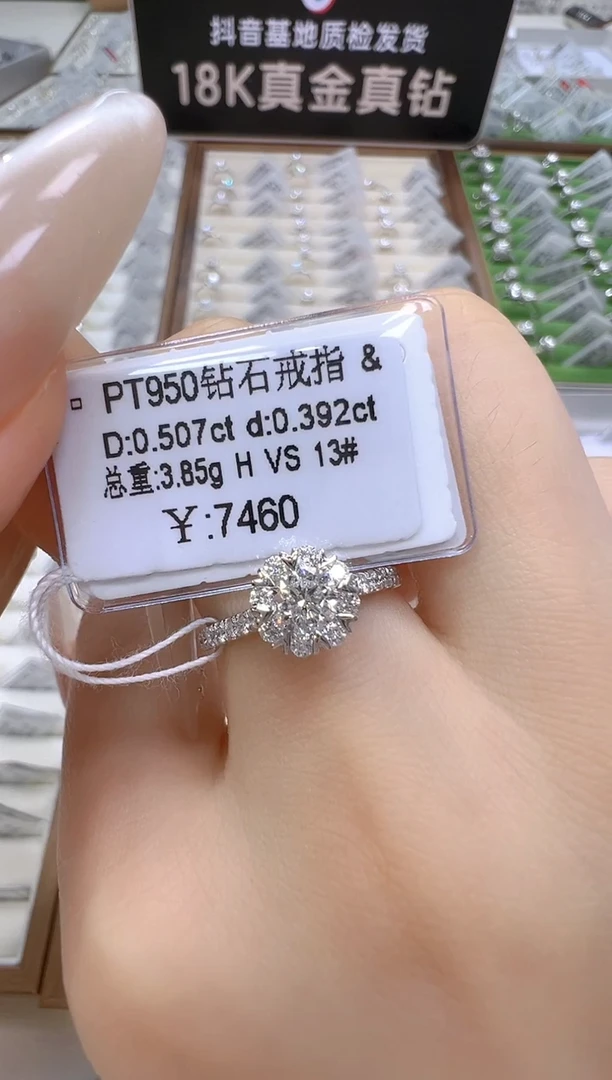 抖音基地质检发货
18K真金真钻
PT950钻石戒指 &
D:0.507ct d:0.392ct
总重:3.85g H VS 13#
￥:7460